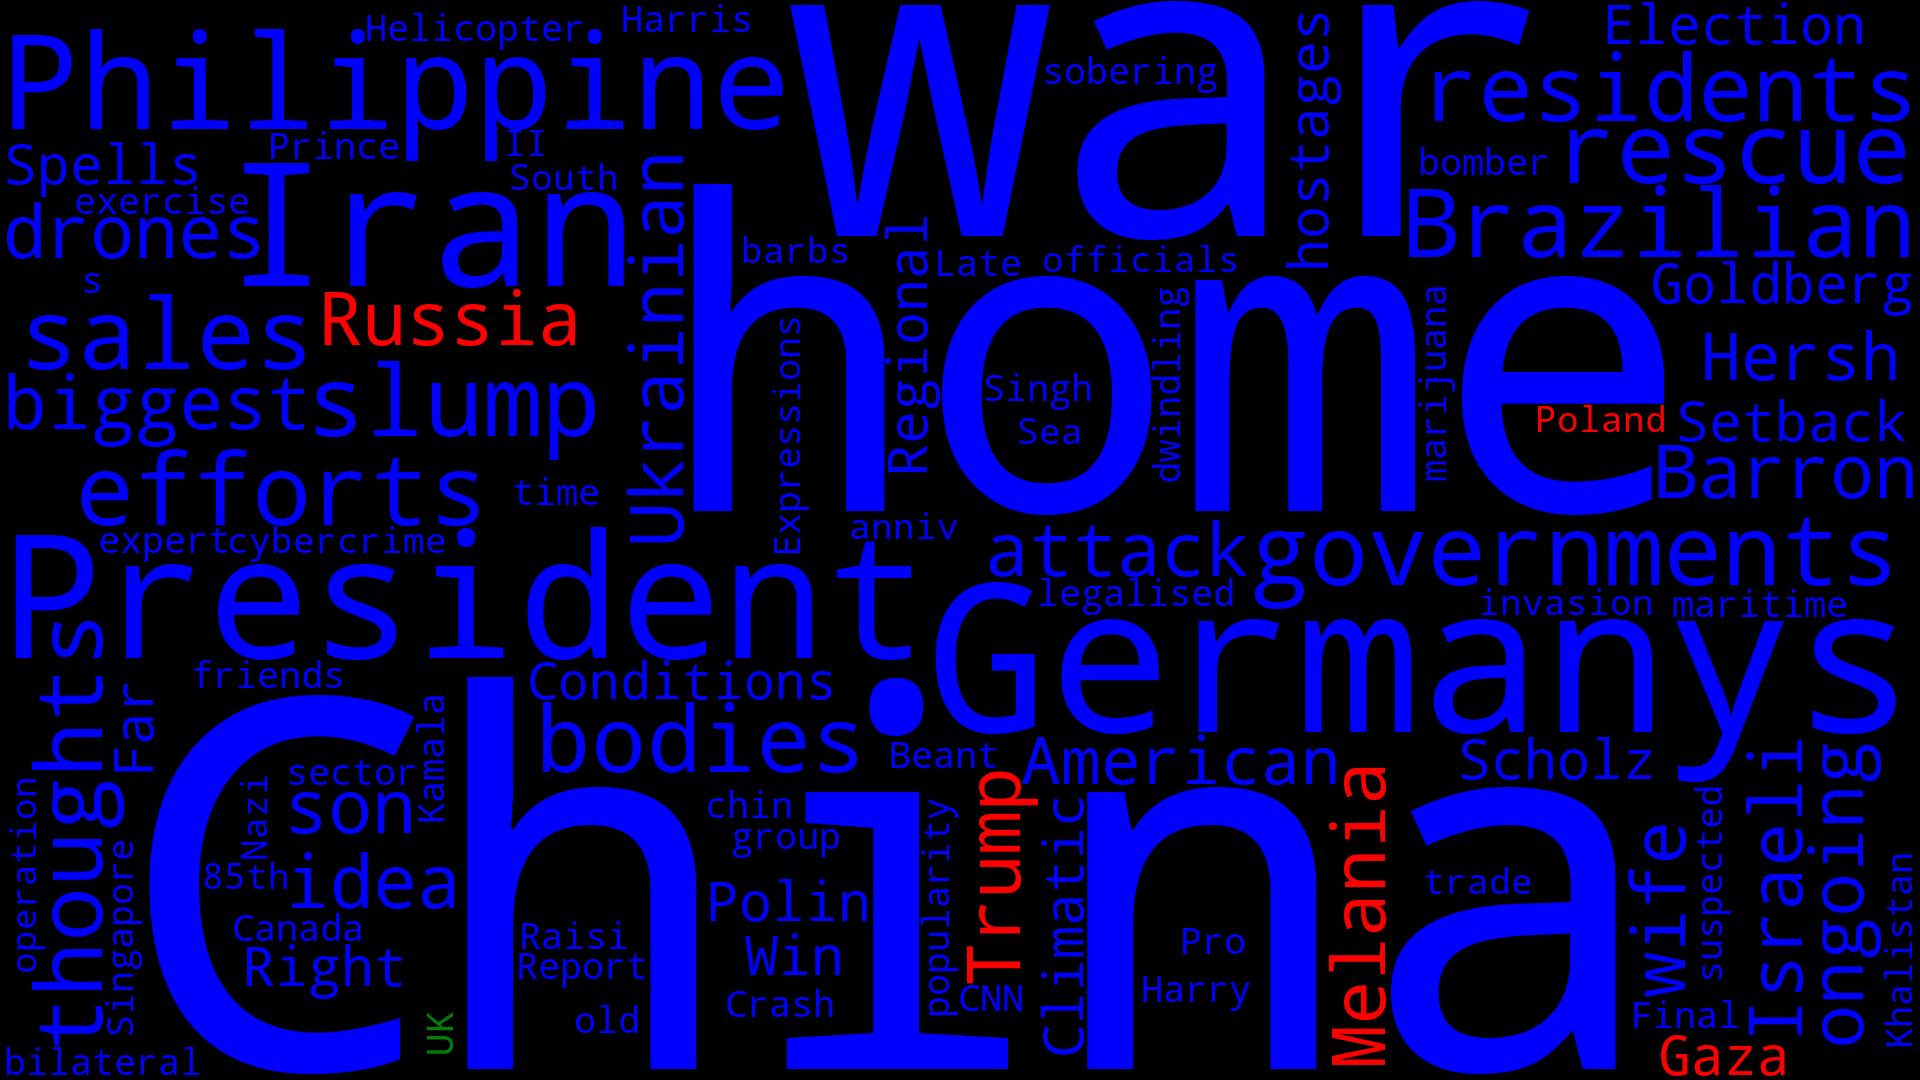 Helicopter
Harris
war
Election
Philippine
sobering
hostages
residents
Prince
II
rescue
Spells
South
bomber
exercise
Iran
Ukrainian
Brazilian
drones
barbs
Regional
Late
officials
s
home
Goldberg
sales
Russia
Expressions
dwindling
marijuana
Hersh
biggest
slump
Singh
Poland
Setback
Sea
efforts
time
Barron
expert
cybercrime
anniv
attack
governments
President
legalised
invasion
maritime
thoughts
friends
Conditions
Germanys
Far
Kamala
bodies
Beant
American
Scholz
China
sector
Nazi
son
chin
group
popularity
Trump
Climatic
Melania
wife
suspected
Israeli
ongoing
operation
Singapore
85th
idea
Polin
trade
Khalistan
Canada
Raisi
Win
Pro
Right
Report
Harry
CNN
Crash
UK
old
Final
bilateral
Gaza